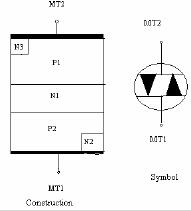 MT2
MT2
N3
P1
N1
P2
N2
MT1
MT1
Symbol
Construction